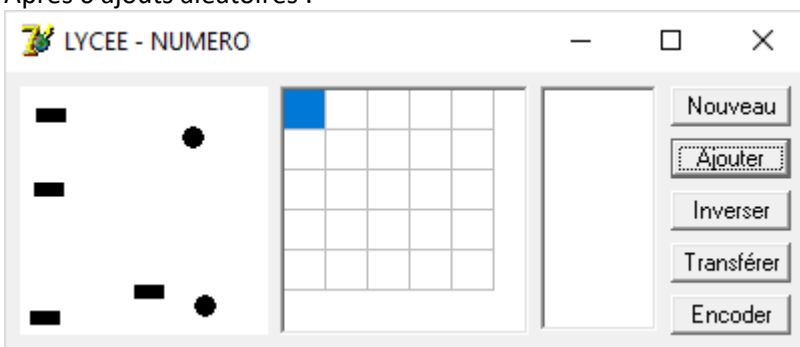 Après 6 ajouts aléatoires :
LYCEE - NUMERO
Nouveau
Ajouter
Inverser
Transférer
Encoder